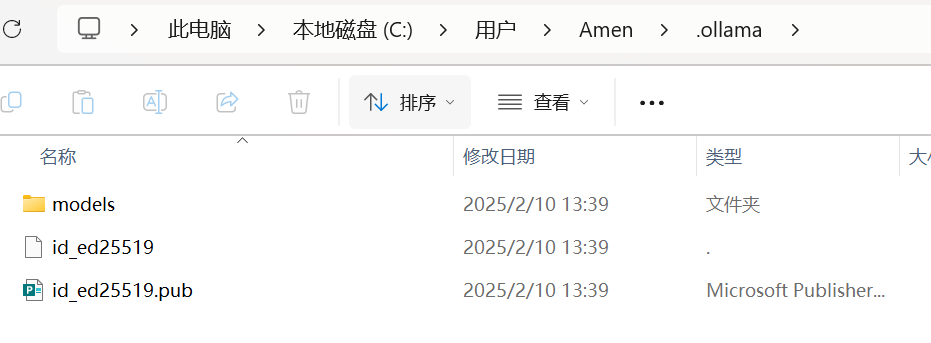 此电脑 > 本地磁盘 (C:) > 用户 > Amen > .ollama >
排序 查看
名称 修改日期 类型
models 2025/2/10 13:39 文件夹
id_ed25519 2025/2/10 13:39 .
id_ed25519.pub 2025/2/10 13:39 Microsoft Publisher...